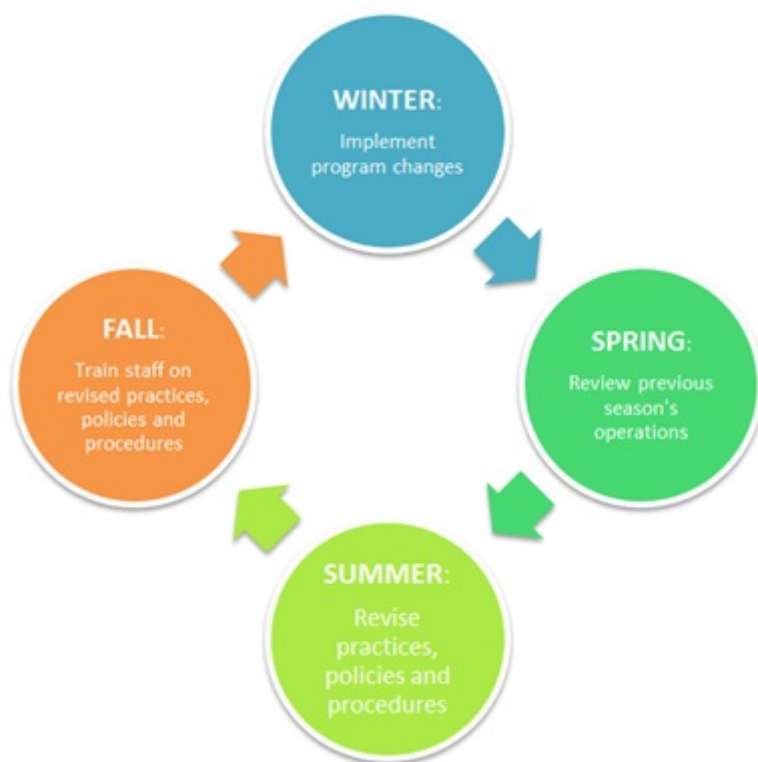 WINTER:
Implement
program changes
SPRING:
Review previous
season's
operations
SUMMER:
Revise
practices,
policies and
procedures
FALL:
Train staff on
revised practices,
policies and
procedures